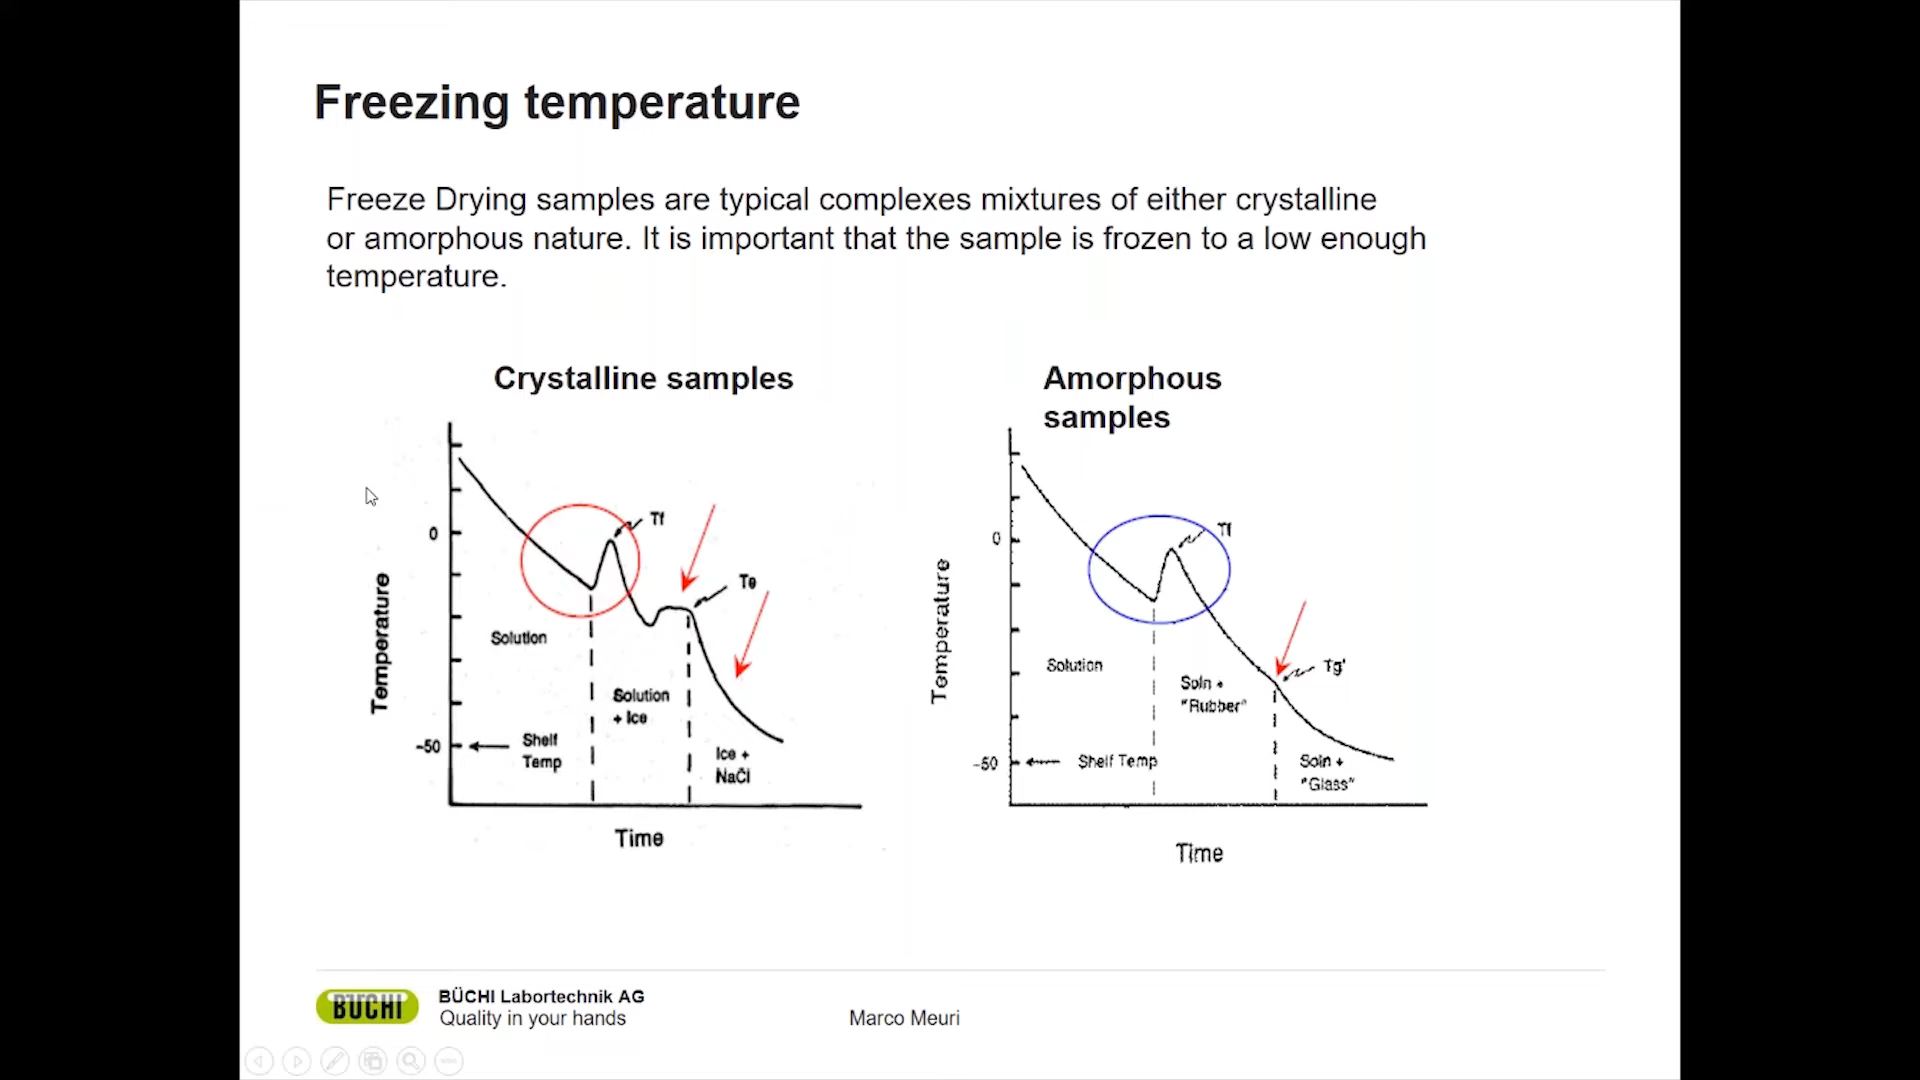 Freezing temperature
Freeze Drying samples are typical complexes mixtures of either crystalline
or amorphous nature. It is important that the sample is frozen to a low enough
temperature.
Crystalline samples
Temperature
0
-50
Tf
Te
Solution
Solution
+ Ice
Ice +
NaCl
Shelf
Temp
Time
Amorphous
samples
Temperature
0
-50
Tf
Tg'
Solution
Soln +
"Rubber"
Soln +
"Glass"
Shelf Temp
Time
BÜCHI
BÜCHI Labortechnik AG
Quality in your hands
Marco Meuri